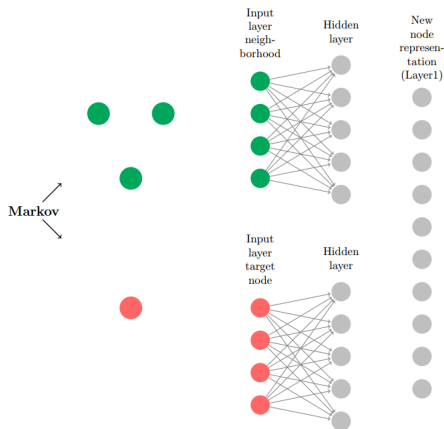 Input
layer
neigh-
borhood
Hidden
layer
New
node
represen-
tation
(Layer1)
Markov
Input
layer
target
node
Hidden
layer